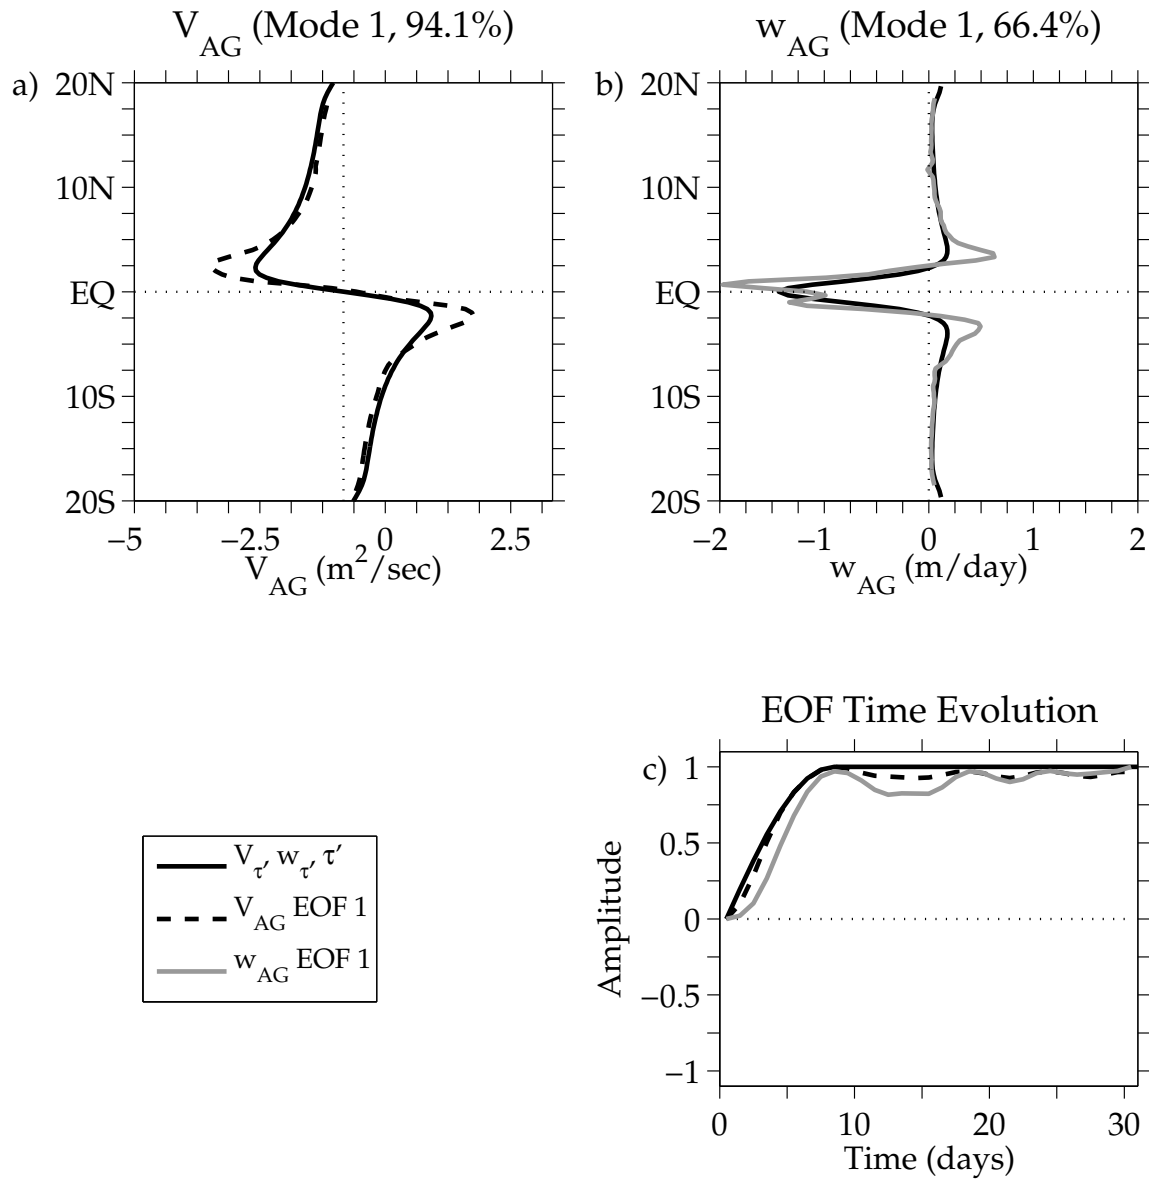 V_AG (Mode 1, 94.1%)
w_AG (Mode 1, 66.4%)
a)
20N
10N
EQ
10S
20S
−5
−2.5
0
2.5
V_AG (m²/sec)
b)
20N
10N
EQ
10S
20S
−2
−1
0
1
2
w_AG (m/day)
EOF Time Evolution
c)
1
0.5
0
−0.5
−1
Amplitude
0
10
20
30
Time (days)
V_τ′ w_τ′ τ′
V_AG EOF 1
w_AG EOF 1